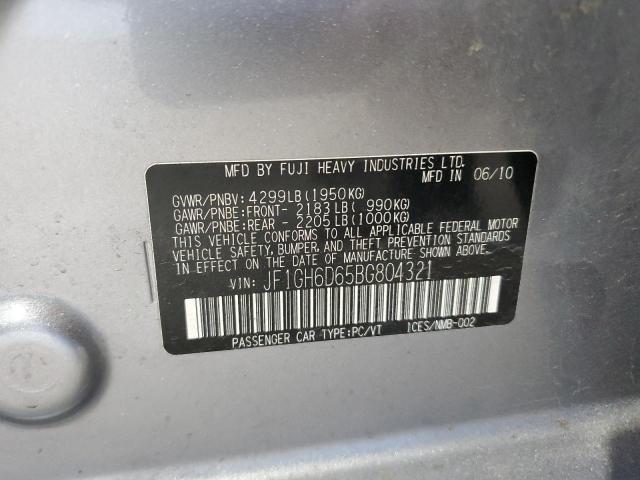 MFD BY FUJI HEAVY INDUSTRIES LTD.
MFD IN 06/10
GVWR/PNBV: 4299LB(1950KG)
GAWR/PNBE:FRONT- 2183LB( 990KG)
GAWR/PNBE:REAR - 2205LB(1000KG)
THIS VEHICLE CONFORMS TO ALL APPLICABLE FEDERAL MOTOR
VEHICLE SAFETY, BUMPER, AND THEFT PREVENTION STANDARDS
IN EFFECT ON THE DATE OF MANUFACTURE SHOWN ABOVE.
VIN: JF1GH6D65BG804321
PASSENGER CAR TYPE:PC/VT ICES/NMB-002